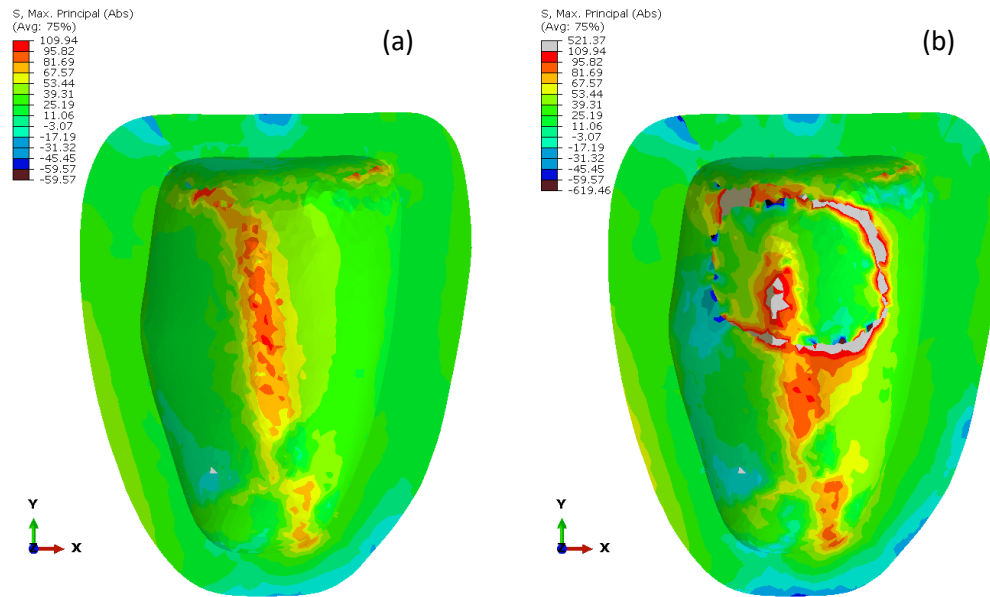 S, Max. Principal (Abs)
(Avg: 75%)
109.94
95.82
81.69
67.57
53.44
39.31
25.19
11.06
-3.07
-17.19
-31.32
-45.45
-59.57
-59.57
(a)
Y
Z
X
S, Max. Principal (Abs)
(Avg: 75%)
521.37
109.94
95.82
81.69
67.57
53.44
39.31
25.19
11.06
-3.07
-17.19
-31.32
-45.45
-59.57
-619.46
(b)
Y
Z
X